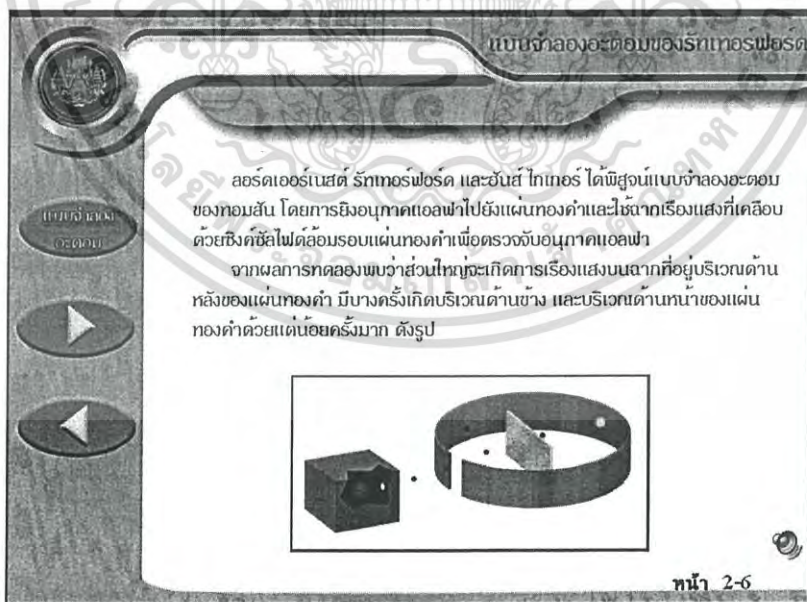 แบบจำลองอะตอมของรัทเทอร์ฟอร์ด
แบบจำลอง
อะตอม
ลอร์ดเออร์เนสต์ รัทเทอร์ฟอร์ด และฮันส์ ไกเกอร์ ได้พิสูจน์แบบจำลองอะตอม
ของทอมสัน โดยการยิงอนุภาคแอลฟาไปยังแผ่นทองคำและใช้ฉากเรืองแสงที่เคลือบ
ด้วยซิงค์ซัลไฟด์ล้อมรอบแผ่นทองคำเพื่อตรวจจับอนุภาคแอลฟา
จากผลการทดลองพบว่าส่วนใหญ่จะเกิดการเรืองแสงบนฉากที่อยู่บริเวณด้าน
หลังของแผ่นทองคำ มีบางครั้งเกิดบริเวณด้านข้าง และบริเวณด้านหน้าของแผ่น
ทองคำด้วยแต่น้อยครั้งมาก ดังรูป
หน้า 2-6